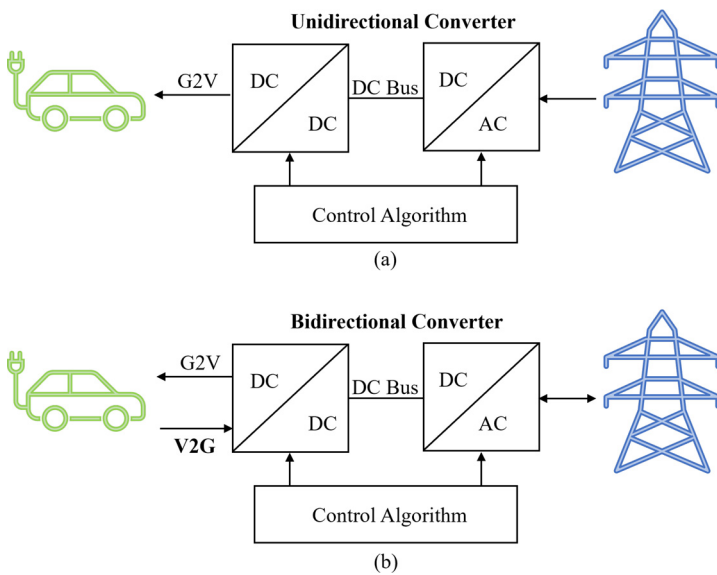 Unidirectional Converter
G2V
DC
DC
DC Bus
DC
AC
Control Algorithm
(a)
Bidirectional Converter
G2V
V2G
DC
DC
DC Bus
DC
AC
Control Algorithm
(b)